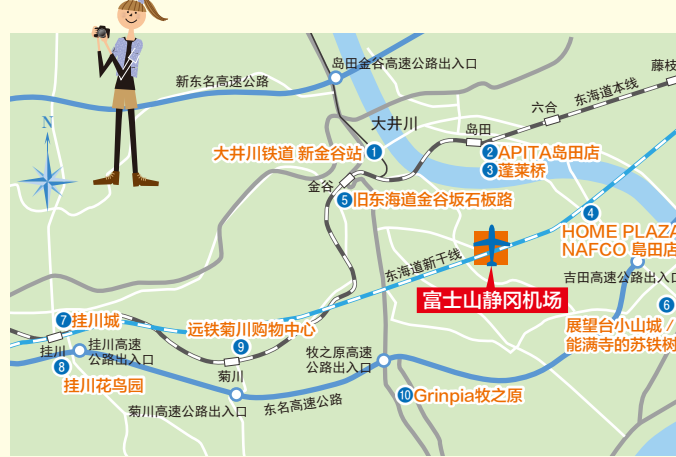 岛田金谷高速公路出入口
新东名高速公路
藤枝
东海道本线
六合
大井川
岛田
N
大井川铁道 新金谷站 1
2 APITA岛田店
3 蓬莱桥
金谷
5 旧东海道金谷坂石板路
4
HOME PLAZA
NAFCO 島田店
东海道新干线
吉田高速公路出入口
富士山静冈机场
6
展望台小山城 /
能满寺的苏铁树
7 挂川城
远铁菊川购物中心
9
挂川
挂川高速
公路出入口
8
挂川花鸟园
菊川
牧之原高速
公路出入口
菊川高速公路出入口
东名高速公路
10 Grinpia牧之原